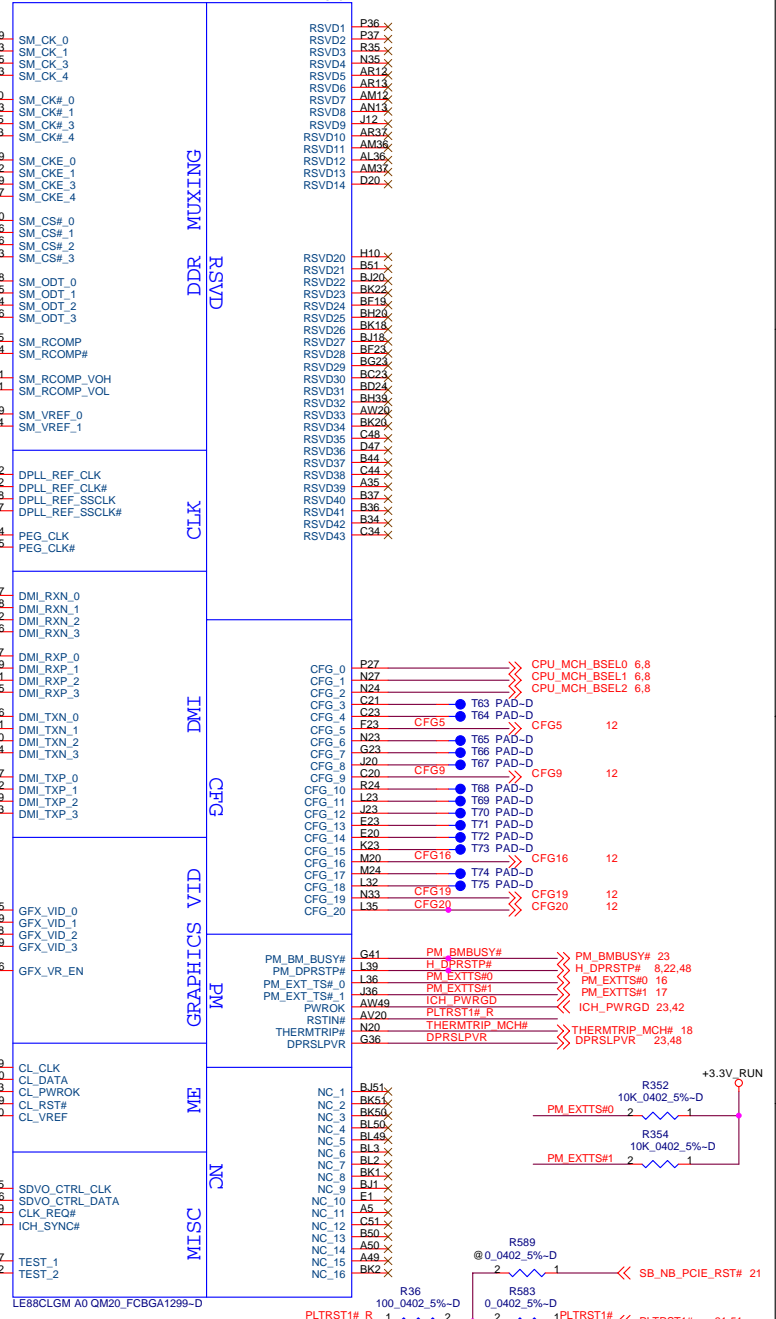 SM_CK_0
SM_CK_1
SM_CK_3
SM_CK_4
SM_CK#_0
SM_CK#_1
SM_CK#_3
SM_CK#_4
SM_CKE_0
SM_CKE_1
SM_CKE_3
SM_CKE_4
SM_CS#_0
SM_CS#_1
SM_CS#_2
SM_CS#_3
SM_ODT_0
SM_ODT_1
SM_ODT_2
SM_ODT_3
SM_RCOMP
SM_RCOMP#
SM_RCOMP_VOH
SM_RCOMP_VOL
SM_VREF_0
SM_VREF_1
DDR MUXING
DPLL_REF_CLK
DPLL_REF_CLK#
DPLL_REF_SSCLK
DPLL_REF_SSCLK#
PEG_CLK
PEG_CLK#
CLK
DMI_RXN_0
DMI_RXN_1
DMI_RXN_2
DMI_RXN_3
DMI_RXP_0
DMI_RXP_1
DMI_RXP_2
DMI_RXP_3
DMI_TXN_0
DMI_TXN_1
DMI_TXN_2
DMI_TXN_3
DMI_TXP_0
DMI_TXP_1
DMI_TXP_2
DMI_TXP_3
DMI
GFX_VID_0
GFX_VID_1
GFX_VID_2
GFX_VID_3
GFX_VR_EN
GRAPHICS VID
CL_CLK
CL_DATA
CL_PWROK
CL_RST#
CL_VREF
ME
SDVO_CTRL_CLK
SDVO_CTRL_DATA
CLK_REQ#
ICH_SYNC#
TEST_1
TEST_2
MISC
LE88CLGM A0 QM20_FCBGA1299~D
RSVD
RSVD1 P36
RSVD2 P37
RSVD3 R35
RSVD4 N35
RSVD5 AR12
RSVD6 AR13
RSVD7 AM12
RSVD8 AN13
RSVD9 J12
RSVD10 AR37
RSVD11 AM36
RSVD12 AL36
RSVD13 AM37
RSVD14 D20
RSVD20 H10
RSVD21 B51
RSVD22 BJ20
RSVD23 BK22
RSVD24 BF19
RSVD25 BH20
RSVD26 BK18
RSVD27 BJ18
RSVD28 BF23
RSVD29 BG23
RSVD30 BC23
RSVD31 BD24
RSVD32 BH39
RSVD33 AW20
RSVD34 BK20
RSVD35 C48
RSVD36 D47
RSVD37 B44
RSVD38 C44
RSVD39 A35
RSVD40 B37
RSVD41 B36
RSVD42 B34
RSVD43 C34
CFG
CFG_0 P27 CPU_MCH_BSEL0 6,8
CFG_1 N27 CPU_MCH_BSEL1 6,8
CFG_2 N24 CPU_MCH_BSEL2 6,8
CFG_3 C21 T63 PAD~D
CFG_4 C23 T64 PAD~D
CFG_5 F23 CFG5 CFG5 12
CFG_6 N23 T65 PAD~D
CFG_7 G23 T66 PAD~D
CFG_8 J20 T67 PAD~D
CFG_9 C20 CFG9 CFG9 12
CFG_10 R24 T68 PAD~D
CFG_11 L23 T69 PAD~D
CFG_12 J23 T70 PAD~D
CFG_13 E23 T71 PAD~D
CFG_14 E20 T72 PAD~D
CFG_15 K23 T73 PAD~D
CFG_16 M20 CFG16 CFG16 12
CFG_17 M24 T74 PAD~D
CFG_18 L32 T75 PAD~D
CFG_19 N33 CFG19 CFG19 12
CFG_20 L35 CFG20 CFG20 12
PM
PM_BM_BUSY# G41 PM_BMBUSY# PM_BMBUSY# 23
PM_DPRSTP# L39 H_DPRSTP# H_DPRSTP# 8,22,48
PM_EXT_TS#_0 L36 PM_EXTTS#0 PM_EXTTS#0 16
PM_EXT_TS#_1 J36 PM_EXTTS#1 PM_EXTTS#1 17
PWROK AW49 ICH_PWRGD ICH_PWRGD 23,42
RSTIN# AV20 PLTRST1#_R
THERMTRIP# N20 THERMTRIP_MCH# THERMTRIP_MCH# 18
DPRSLPVR G36 DPRSLPVR DPRSLPVR 23,48
NC
NC_1 BJ51
NC_2 BK51
NC_3 BK50
NC_4 BL50
NC_5 BL49
NC_6 BL3
NC_7 BL2
NC_8 BK1
NC_9 BJ1
NC_10 E1
NC_11 A5
NC_12 C51
NC_13 B50
NC_14 A50
NC_15 A49
NC_16 BK2
+3.3V_RUN
R352
10K_0402_5%~D
PM_EXTTS#0 2 1
R354
10K_0402_5%~D
PM_EXTTS#1 2 1
R589
@0_0402_5%~D
2 1 SB_NB_PCIE_RST# 21
R36
100_0402_5%~D
R583
0_0402_5%~D
PLTRST1#_R 1 2 2 1 PLTRST1#